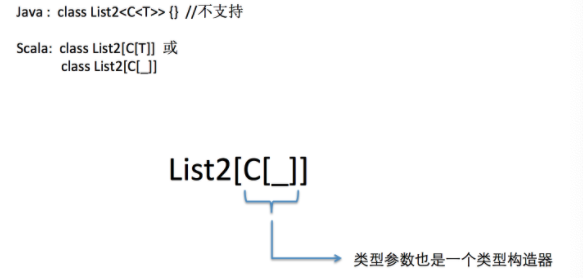 Java : class List2<C<T>> {} //不支持
Scala: class List2[C[T]] 或
class List2[C[_]]
List2[C[_]]
类型参数也是一个类型构造器